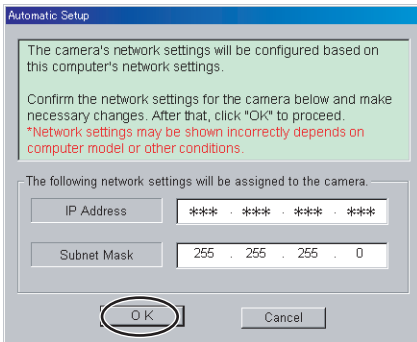 Automatic Setup
The camera's network settings will be configured based on
this computer's network settings.
Confirm the network settings for the camera below and make
necessary changes. After that, click "OK" to proceed.
*Network settings may be shown incorrectly depends on
computer model or other conditions.
The following network settings will be assigned to the camera.
IP Address *** . *** . *** . ***
Subnet Mask 255 . 255 . 255 . 0
OK Cancel